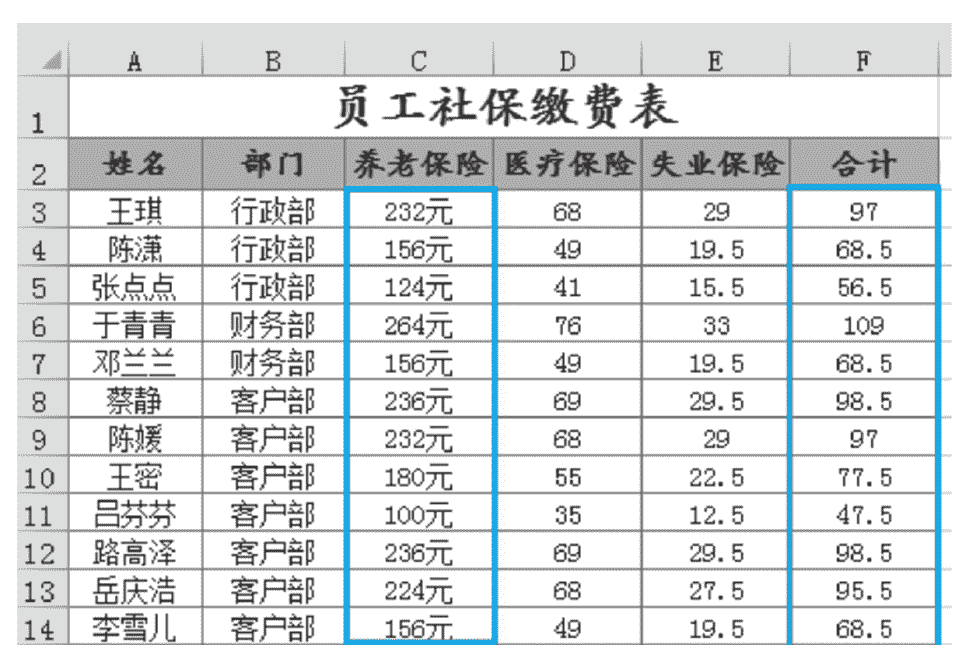 A B C D E F
1 员工社保缴费表
2 姓名 部门 养老保险 医疗保险 失业保险 合计
3 王琪 行政部 232元 68 29 97
4 陈潇 行政部 156元 49 19.5 68.5
5 张点点 行政部 124元 41 15.5 56.5
6 于青青 财务部 264元 76 33 109
7 邓兰兰 财务部 156元 49 19.5 68.5
8 蔡静 客户部 236元 69 29.5 98.5
9 陈媛 客户部 232元 68 29 97
10 王密 客户部 180元 55 22.5 77.5
11 吕芬芬 客户部 100元 35 12.5 47.5
12 路高泽 客户部 236元 69 29.5 98.5
13 岳庆浩 客户部 224元 68 27.5 95.5
14 李雪儿 客户部 156元 49 19.5 68.5